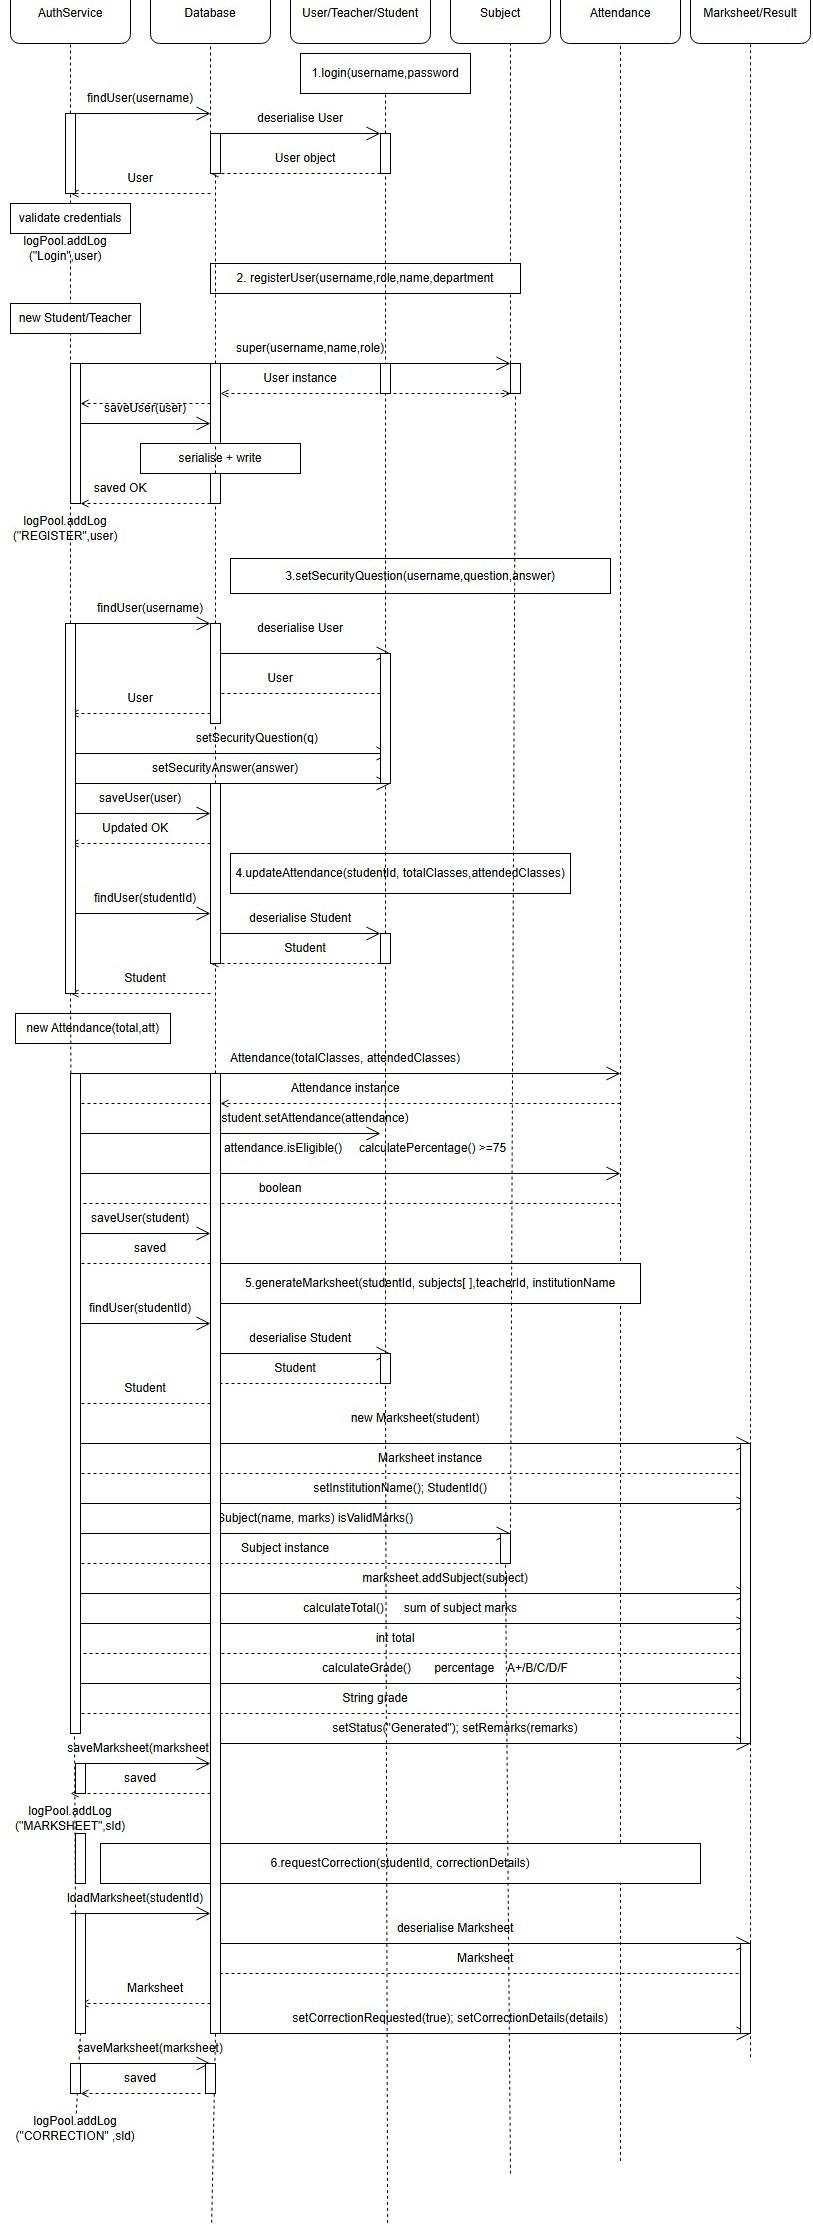 AuthService
Database
User/Teacher/Student
Subject
Attendance
Marksheet/Result
1.login(username,password
findUser(username)
deserialise User
User object
User
validate credentials
logPool.addLog
("Login",user)
2. registerUser(username,role,name,department
new Student/Teacher
super(username,name,role)
User instance
saveUser(user)
serialise + write
saved OK
logPool.addLog
("REGISTER",user)
3.setSecurityQuestion(username,question,answer)
findUser(username)
deserialise User
User
User
setSecurityQuestion(q)
setSecurityAnswer(answer)
saveUser(user)
Updated OK
4.updateAttendance(studentId, totalClasses,attendedClasses)
findUser(studentId)
deserialise Student
Student
Student
new Attendance(total,att)
Attendance(totalClasses, attendedClasses)
Attendance instance
student.setAttendance(attendance)
attendance.isEligible() calculatePercentage() >=75
boolean
saveUser(student)
saved
5.generateMarksheet(studentId, subjects[ ],teacherId, institutionName
findUser(studentId)
deserialise Student
Student
Student
new Marksheet(student)
Marksheet instance
setInstitutionName(); StudentId()
Subject(name, marks) isValidMarks()
Subject instance
marksheet.addSubject(subject)
calculateTotal() sum of subject marks
int total
calculateGrade() percentage A+/B/C/D/F
String grade
setStatus("Generated"); setRemarks(remarks)
saveMarksheet(marksheet
saved
logPool.addLog
("MARKSHEET",sId)
6.requestCorrection(studentId, correctionDetails)
loadMarksheet(studentId)
deserialise Marksheet
Marksheet
Marksheet
setCorrectionRequested(true); setCorrectionDetails(details)
saveMarksheet(marksheet)
saved
logPool.addLog
("CORRECTION" ,sId)